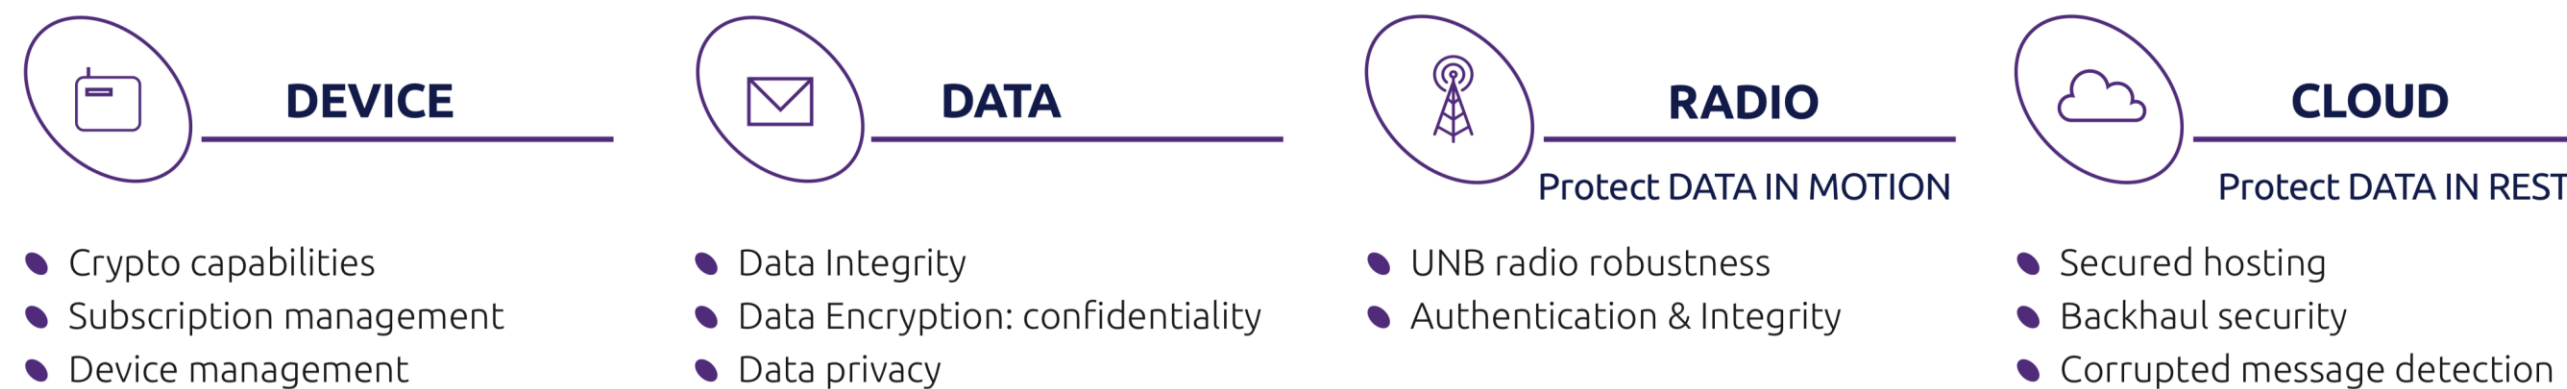 DEVICE
Crypto capabilities
Subscription management
Device management
DATA
Data Integrity
Data Encryption: confidentiality
Data privacy
RADIO
Protect DATA IN MOTION
UNB radio robustness
Authentication & Integrity
CLOUD
Protect DATA IN REST
Secured hosting
Backhaul security
Corrupted message detection